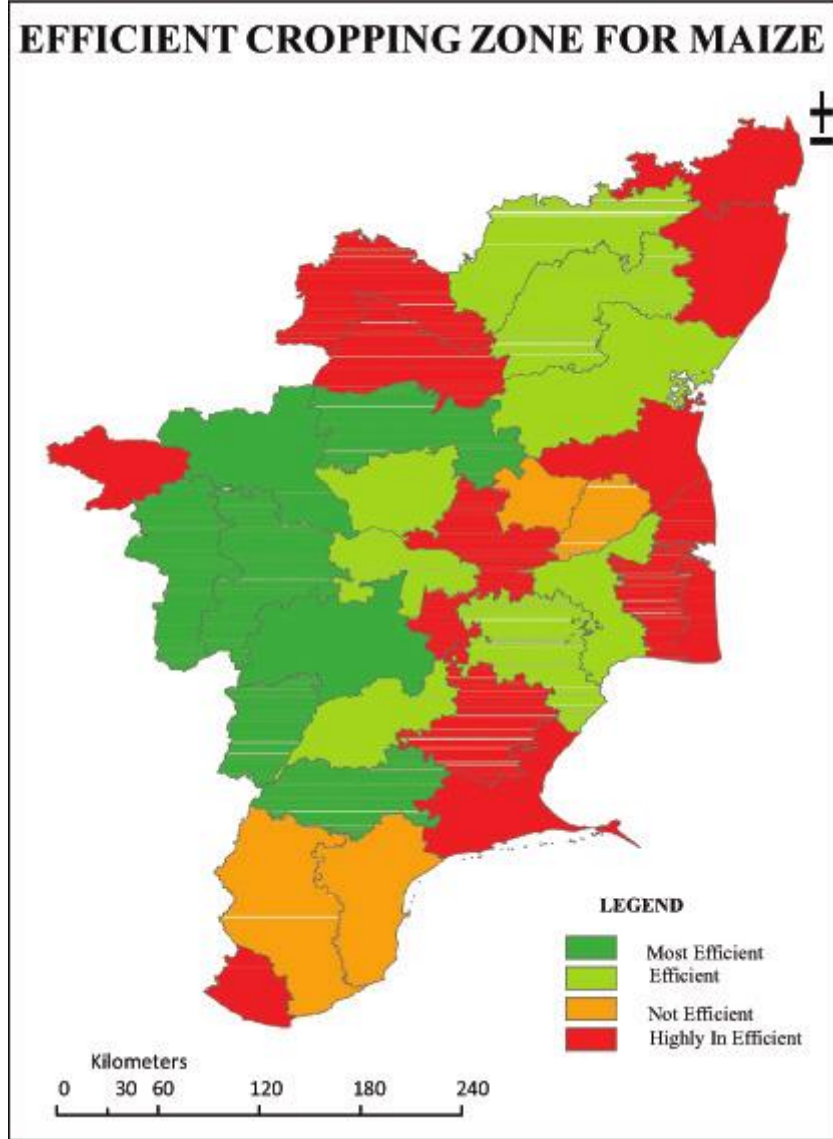 EFFICIENT CROPPING ZONE FOR MAIZE
LEGEND
Most Efficient
Efficient
Not Efficient
Highly In Efficient
Kilometers
0 30 60 120 180 240